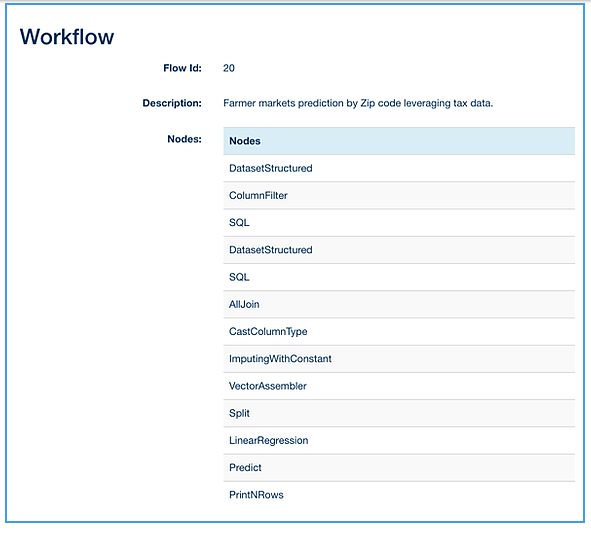 Workflow
Flow Id: 20
Description: Farmer markets prediction by Zip code leveraging tax data.
Nodes: Nodes
DatasetStructured
ColumnFilter
SQL
DatasetStructured
SQL
AllJoin
CastColumnType
ImputingWithConstant
VectorAssembler
Split
LinearRegression
Predict
PrintNRows